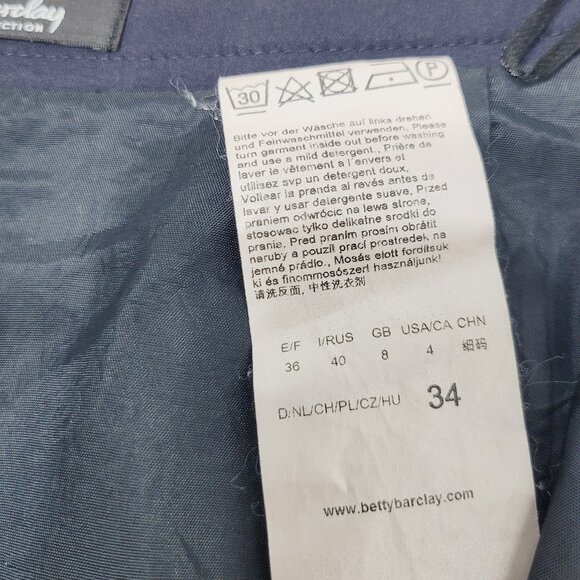 rclay
CTION
30
P
Bitte vor der Wäsche auf links drehen
und Feinwaschmittel verwenden, Please
turn garment inside out before washing
and use a mild detergent., Prière de
laver le vêtement à l'envers et
utilisez svp un detergent doux,
Voltear la prenda al revés antes da
lavar y usar detergente suave, Przed
praniem odwrócic na lewa strone,
stosowac tylko delikatne srodki do
prania, Pred praním prosím obrátit
naruby a pouzít prací prostredek na
jemné prádlo., Mosás elott fordítsuk
ki és finommosószert használjunk!
请洗反面, 中性洗衣剂
E/F I/RUS GB USA/CA CHN
36 40 8 4 细码
D/NL/CH/PL/CZ/HU 34
www.bettybarclay.com